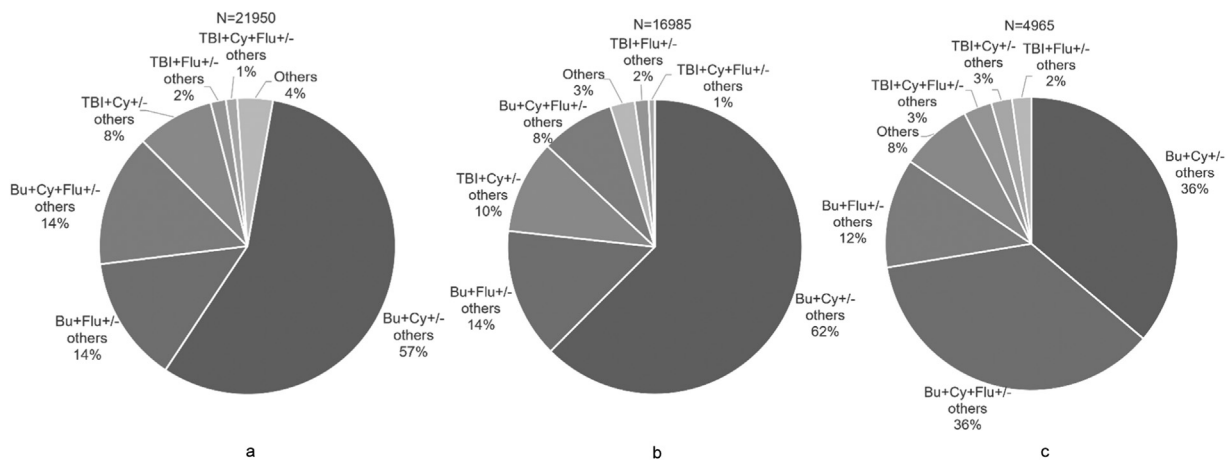 N=21950
TBI+Cy+Flu+/-
others
1%
TBI+Flu+/-
others
2%
Others
4%
TBI+Cy+/-
others
8%
Bu+Cy+Flu+/-
others
14%
Bu+Flu+/-
others
14%
Bu+Cy+/-
others
57%
a
N=16985
TBI+Flu+/-
others
2%
TBI+Cy+Flu+/-
others
1%
Others
3%
Bu+Cy+Flu+/-
others
8%
TBI+Cy+/-
others
10%
Bu+Flu+/-
others
14%
Bu+Cy+/-
others
62%
b
N=4965
TBI+Cy+/-
others
3%
TBI+Flu+/-
others
2%
TBI+Cy+Flu+/-
others
3%
Others
8%
Bu+Flu+/-
others
12%
Bu+Cy+/-
others
36%
Bu+Cy+Flu+/-
others
36%
c